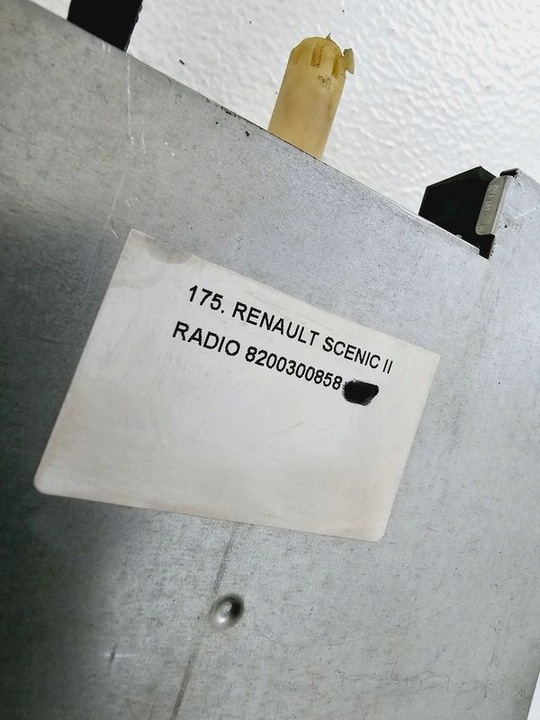 175. RENAULT SCENIC II
RADIO 8200300858